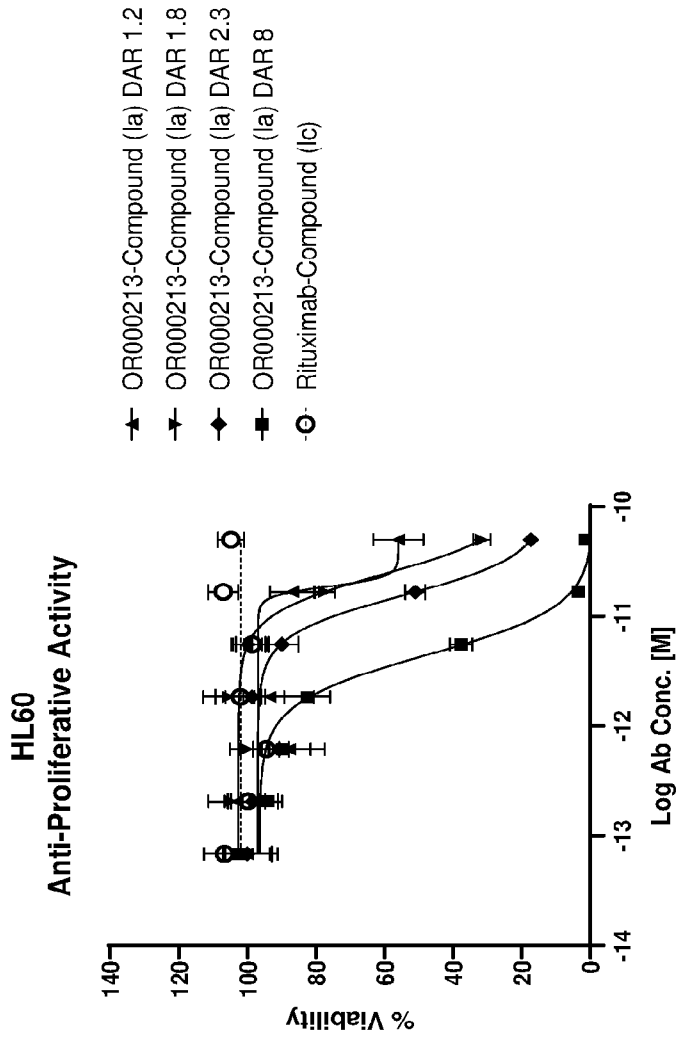 HL60
Anti-Proliferative Activity
OR000213-Compound (Ia) DAR 1.2
OR000213-Compound (Ia) DAR 1.8
OR000213-Compound (Ia) DAR 2.3
OR000213-Compound (Ia) DAR 8
Rituximab-Compound (Ic)
% Viability
140
120
100
80
60
40
20
0
-14
-13
-12
-11
-10
Log Ab Conc. [M]